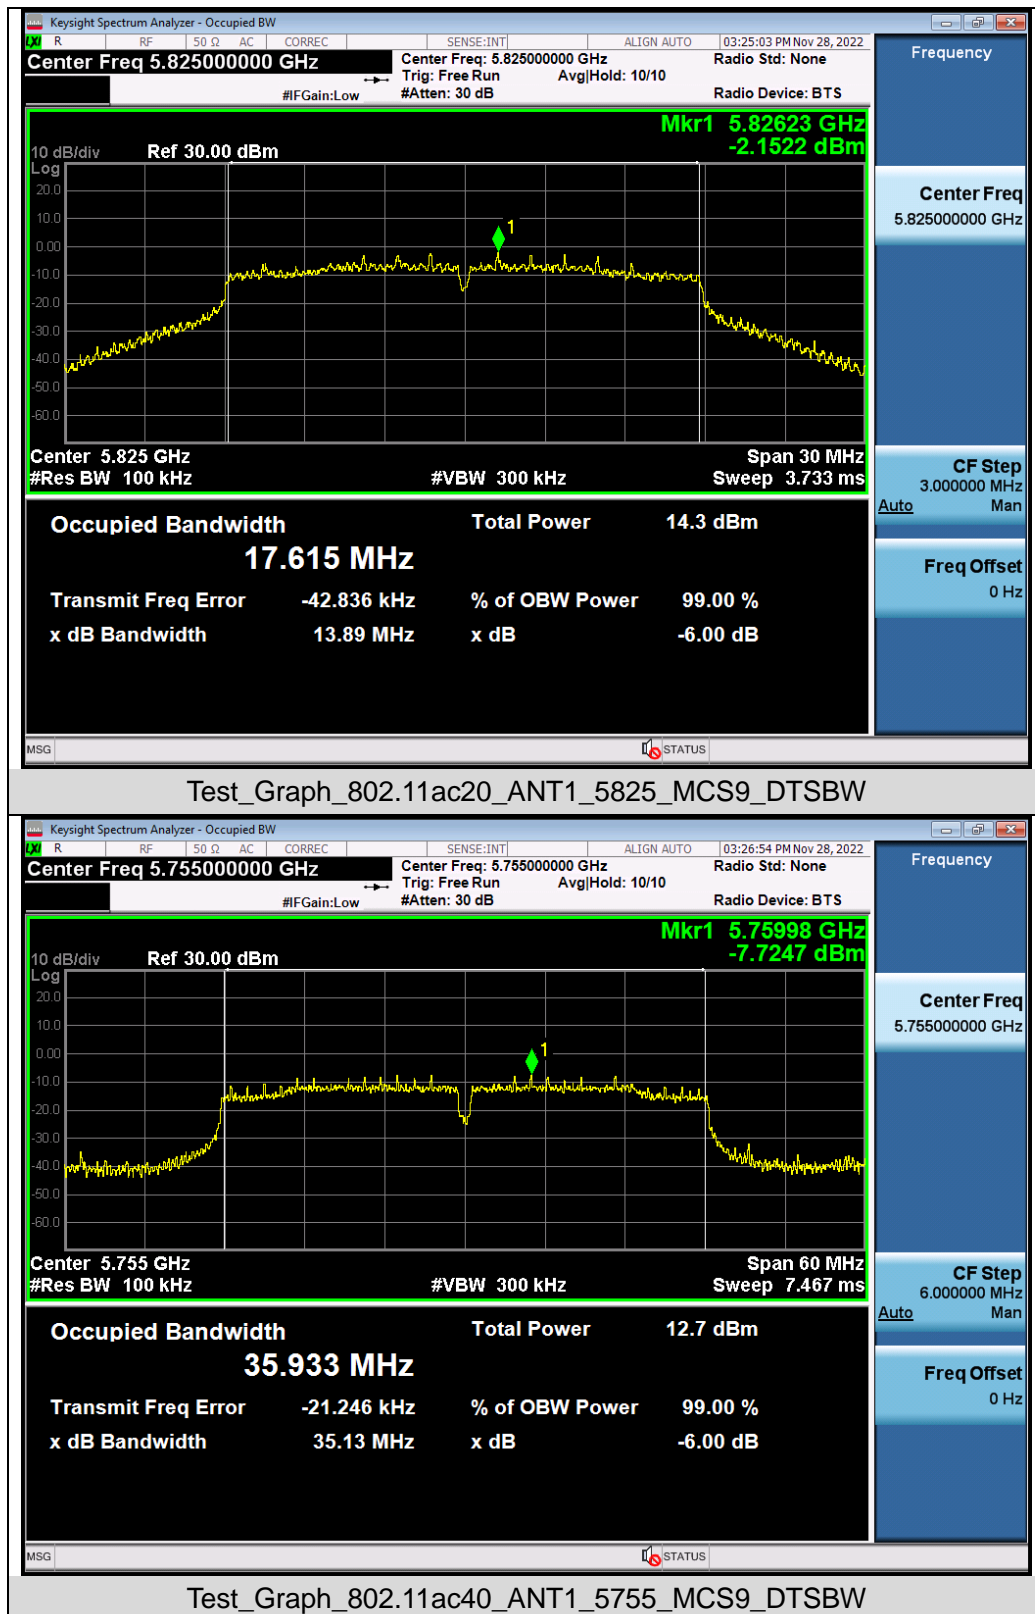 Keysight Spectrum Analyzer - Occupied BW
LXI R RF 50 Ω AC CORREC SENSE:INT ALIGN AUTO 03:25:03 PM Nov 28, 2022
Center Freq 5.825000000 GHz
Center Freq: 5.825000000 GHz Radio Std: None
Trig: Free Run Avg|Hold: 10/10
#IFGain:Low #Atten: 30 dB Radio Device: BTS
Frequency
Mkr1 5.82623 GHz
-2.1522 dBm
10 dB/div Ref 30.00 dBm
Log
20.0
10.0
0.00
-10.0
-20.0
-30.0
-40.0
-50.0
-60.0
1
Center 5.825 GHz Span 30 MHz
#Res BW 100 kHz #VBW 300 kHz Sweep 3.733 ms
Center Freq
5.825000000 GHz
CF Step
3.000000 MHz
Auto Man
Freq Offset
0 Hz
Occupied Bandwidth Total Power 14.3 dBm
17.615 MHz
Transmit Freq Error -42.836 kHz % of OBW Power 99.00 %
x dB Bandwidth 13.89 MHz x dB -6.00 dB
MSG STATUS
Test_Graph_802.11ac20_ANT1_5825_MCS9_DTSBW
Keysight Spectrum Analyzer - Occupied BW
LXI R RF 50 Ω AC CORREC SENSE:INT ALIGN AUTO 03:26:54 PM Nov 28, 2022
Center Freq 5.755000000 GHz
Center Freq: 5.755000000 GHz Radio Std: None
Trig: Free Run Avg|Hold: 10/10
#IFGain:Low #Atten: 30 dB Radio Device: BTS
Frequency
Mkr1 5.75998 GHz
-7.7247 dBm
10 dB/div Ref 30.00 dBm
Log
20.0
10.0
0.00
-10.0
-20.0
-30.0
-40.0
-50.0
-60.0
1
Center 5.755 GHz Span 60 MHz
#Res BW 100 kHz #VBW 300 kHz Sweep 7.467 ms
Center Freq
5.755000000 GHz
CF Step
6.000000 MHz
Auto Man
Freq Offset
0 Hz
Occupied Bandwidth Total Power 12.7 dBm
35.933 MHz
Transmit Freq Error -21.246 kHz % of OBW Power 99.00 %
x dB Bandwidth 35.13 MHz x dB -6.00 dB
MSG STATUS
Test_Graph_802.11ac40_ANT1_5755_MCS9_DTSBW